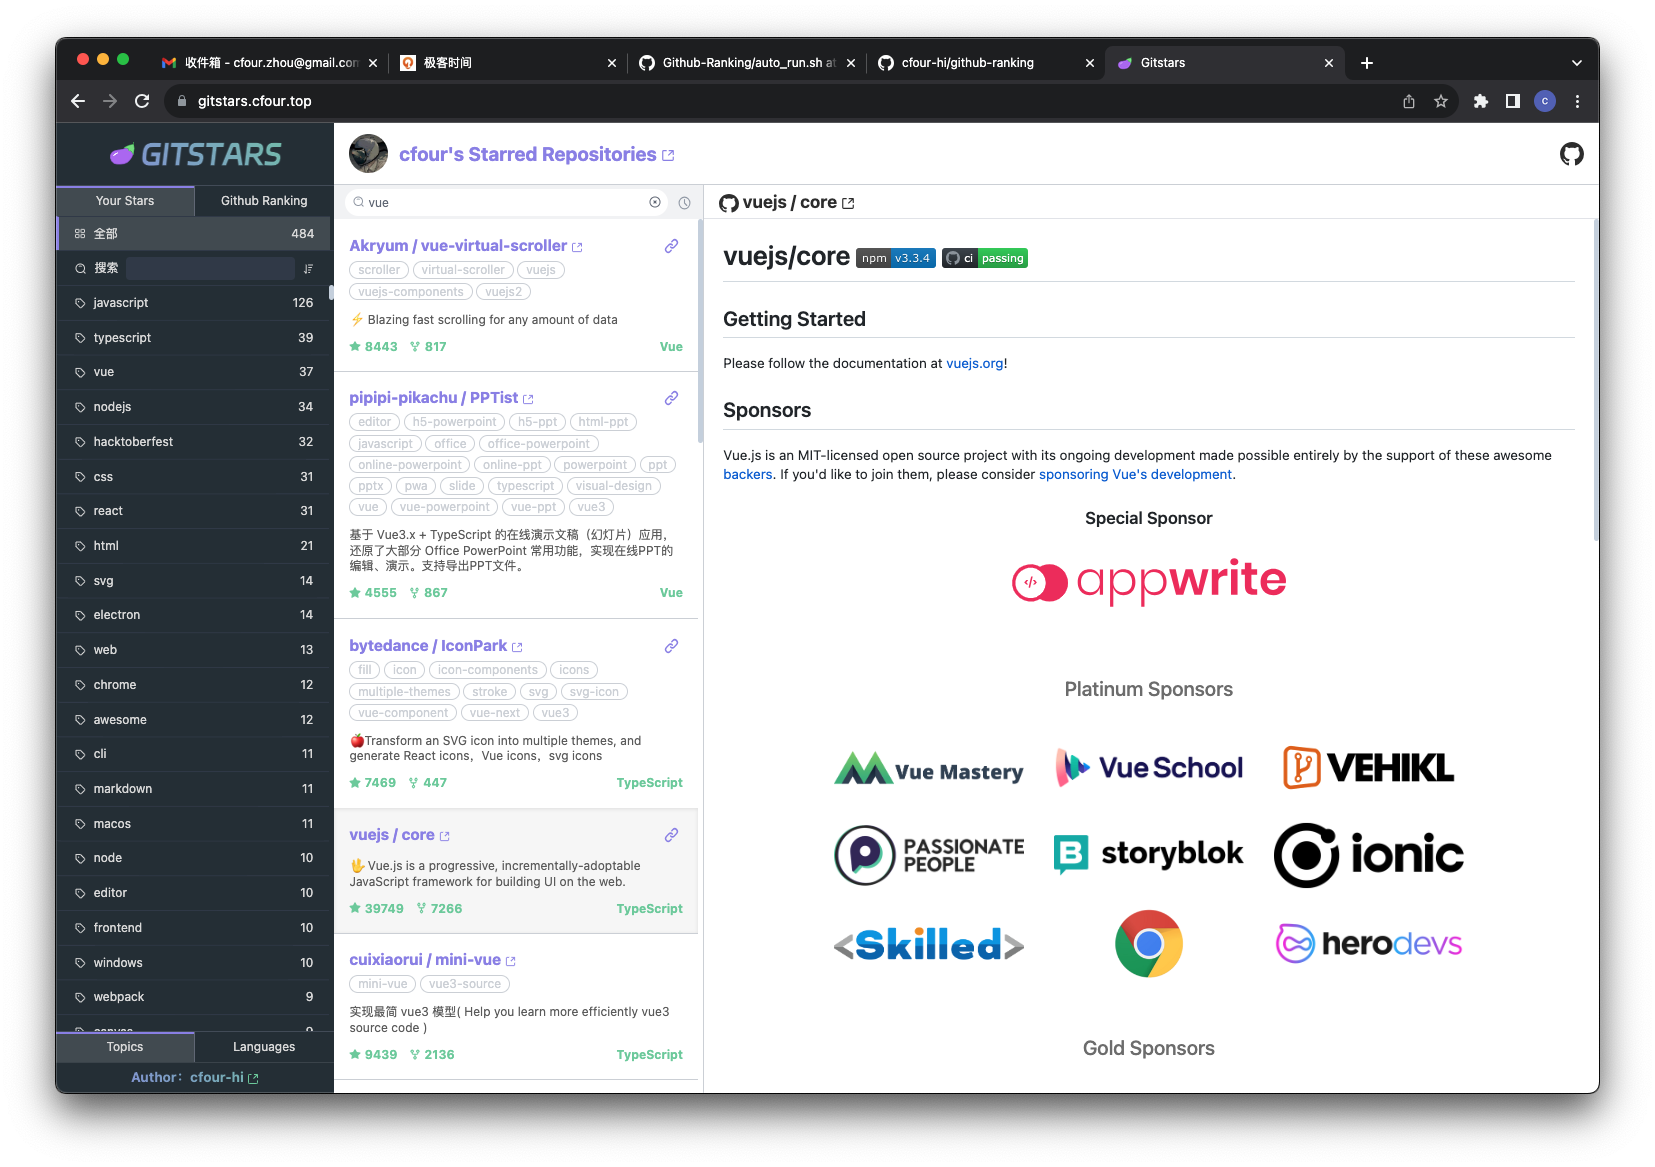 收件箱 - cfour.zhou@gmail.com
极客时间
Github-Ranking/auto_run.sh at
cfour-hi/github-ranking
Gitstars
gitstars.cfour.top
C
GITSTARS
Your Stars
Github Ranking
全部 484
搜索
javascript 126
typescript 39
vue 37
nodejs 34
hacktoberfest 32
css 31
react 31
html 21
svg 14
electron 14
web 13
chrome 12
awesome 12
cli 11
markdown 11
macos 11
node 10
editor 10
frontend 10
windows 10
webpack 9
canvas 9
Topics
Languages
Author：cfour-hi
cfour's Starred Repositories
vue
Akryum / vue-virtual-scroller
scroller virtual-scroller vuejs
vuejs-components vuejs2
⚡ Blazing fast scrolling for any amount of data
8443 817 Vue
pipipi-pikachu / PPTist
editor h5-powerpoint h5-ppt html-ppt
javascript office office-powerpoint
online-powerpoint online-ppt powerpoint ppt
pptx pwa slide typescript visual-design
vue vue-powerpoint vue-ppt vue3
基于 Vue3.x + TypeScript 的在线演示文稿（幻灯片）应用，
还原了大部分 Office PowerPoint 常用功能，实现在线PPT的
编辑、演示。支持导出PPT文件。
4555 867 Vue
bytedance / IconPark
fill icon icon-components icons
multiple-themes stroke svg svg-icon
vue-component vue-next vue3
🍎Transform an SVG icon into multiple themes, and
generate React icons，Vue icons，svg icons
7469 447 TypeScript
vuejs / core
🖖 Vue.js is a progressive, incrementally-adoptable
JavaScript framework for building UI on the web.
39749 7266 TypeScript
cuixiaorui / mini-vue
mini-vue vue3-source
实现最简 vue3 模型( Help you learn more efficiently vue3
source code )
9439 2136 TypeScript
vuejs / core
vuejs/core npm v3.3.4 ci passing
Getting Started
Please follow the documentation at vuejs.org!
Sponsors
Vue.js is an MIT-licensed open source project with its ongoing development made possible entirely by the support of these awesome
backers. If you'd like to join them, please consider sponsoring Vue's development.
Special Sponsor
appwrite
Platinum Sponsors
Vue Mastery
Vue School
VEHIKL
PASSIONATE
PEOPLE
storyblok
ionic
<Skilled>
herodevs
Gold Sponsors